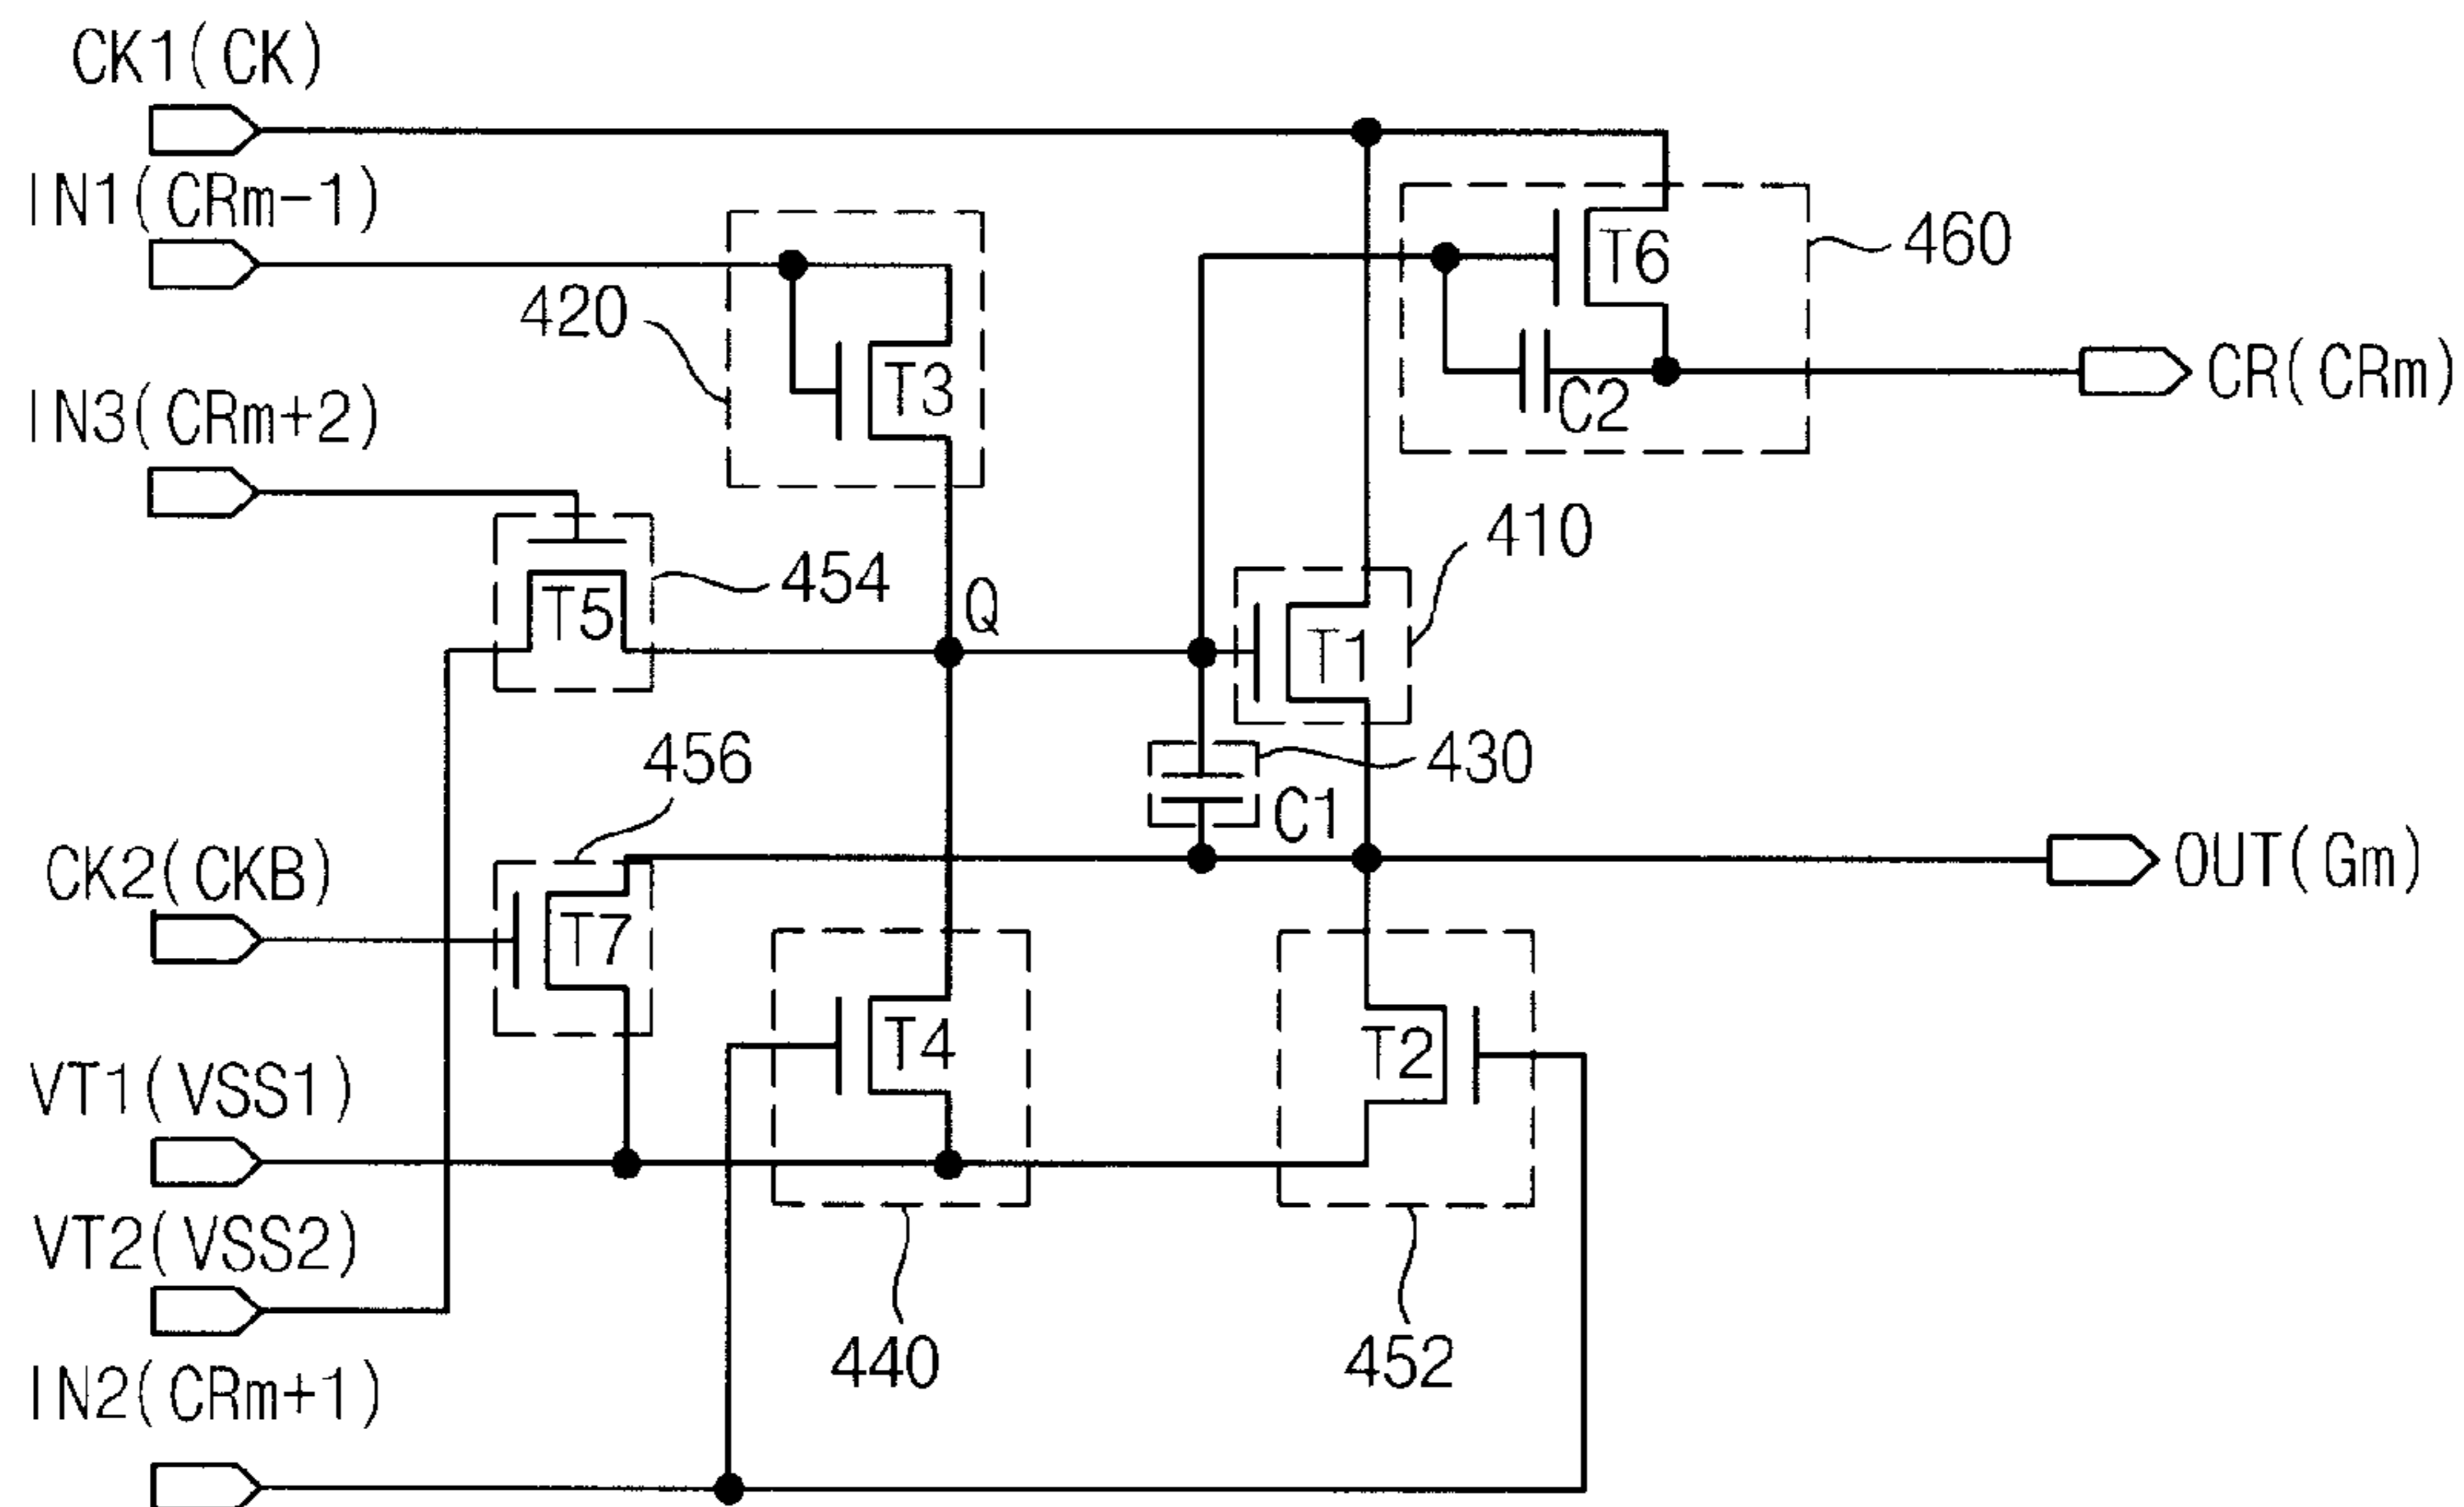 CK1(CK)
IN1(CRm-1)
T6
460
420
T3
CR(CRm)
C2
IN3(CRm+2)
410
454
T5
Q
T1
456
430
C1
CK2(CKB)
OUT(Gm)
T7
T4
T2
VT1(VSS1)
VT2(VSS2)
440
452
IN2(CRm+1)